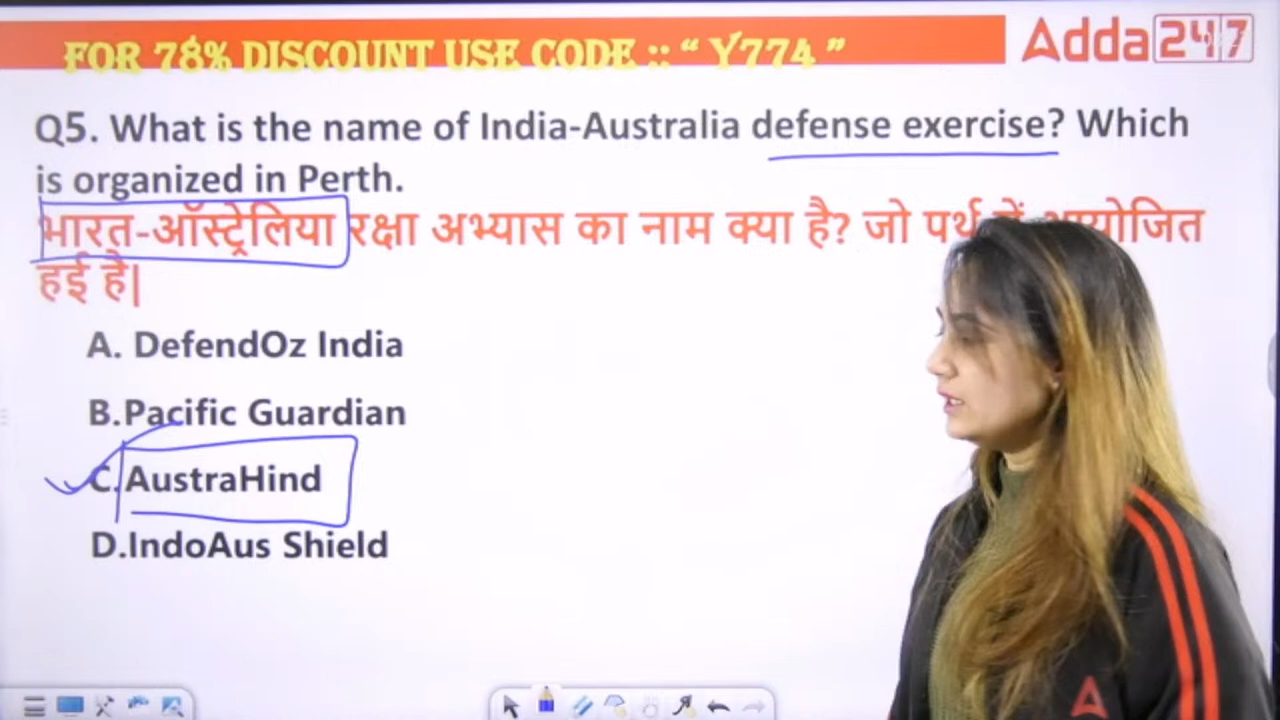 FOR 78% DISCOUNT USE CODE :: “ Y774 ”
Adda247
Q5. What is the name of India-Australia defense exercise? Which
is organized in Perth.
भारत-ऑस्ट्रेलिया रक्षा अभ्यास का नाम क्या है? जो पर्थ में आयोजित
हुई है|
A. DefendOz India
B.Pacific Guardian
C.AustraHind
D.IndoAus Shield